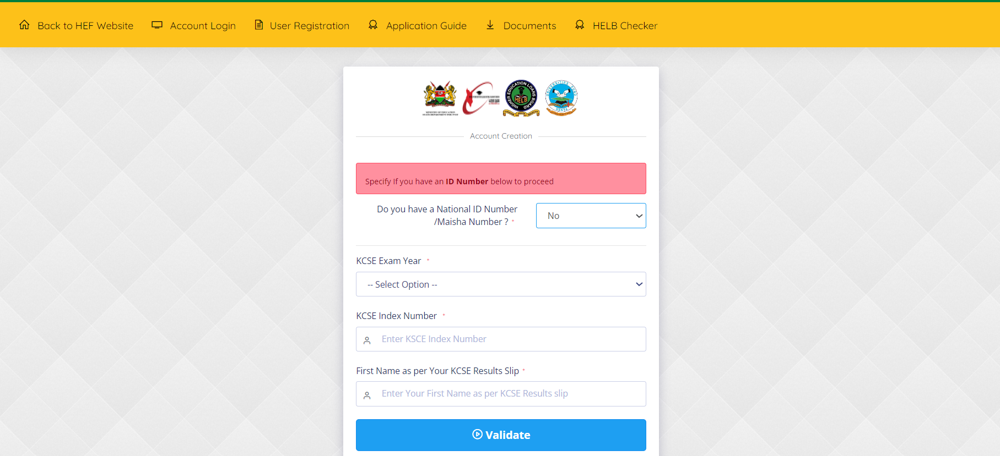 Back to HEF Website
Account Login
User Registration
Application Guide
Documents
HELB Checker
MINISTRY OF EDUCATION
STATE DEPARTMENT FOR TVET
HIGHER EDUCATION LOANS BOARD
HELB
UNIVERSITIES FUND
KENYA
Account Creation
Specify If you have an ID Number below to proceed
Do you have a National ID Number
/Maisha Number ? *
No
KCSE Exam Year *
-- Select Option --
KCSE Index Number *
Enter KSCE Index Number
First Name as per Your KCSE Results Slip *
Enter Your First Name as per KCSE Results slip
Validate